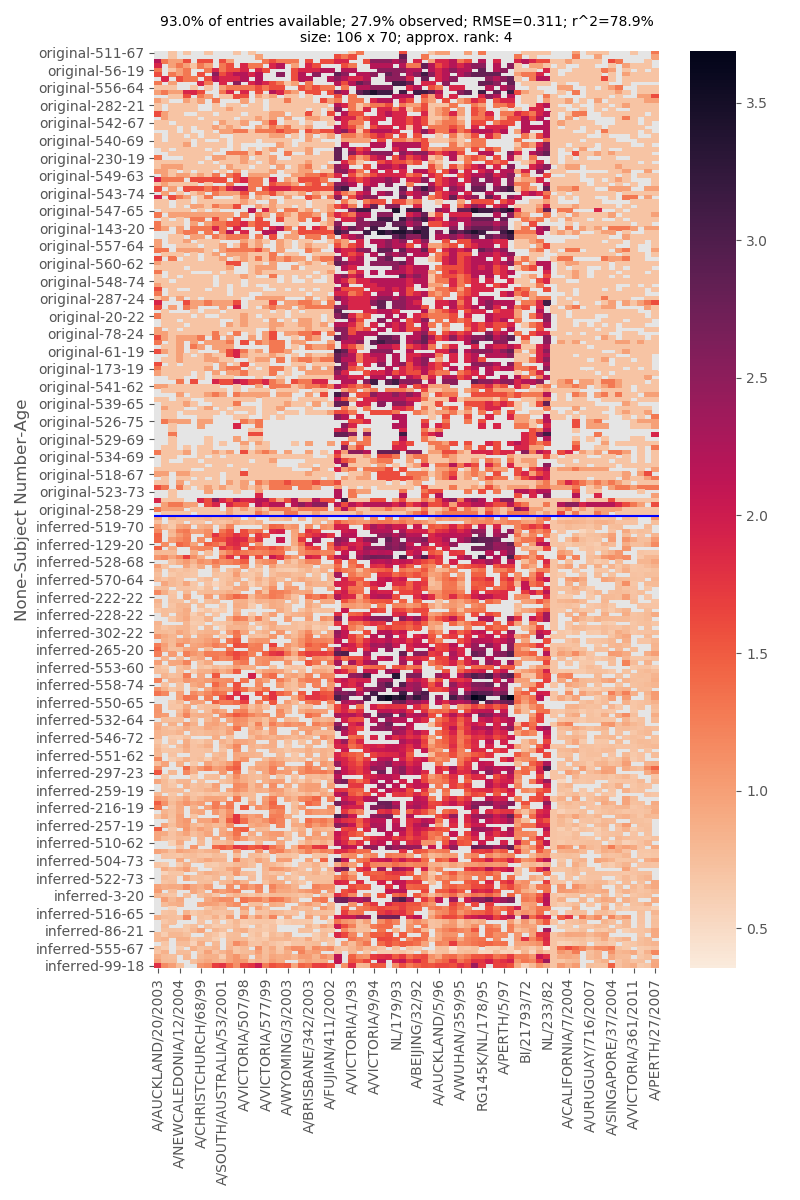 93.0% of entries available; 27.9% observed; RMSE=0.311; r^2=78.9%
size: 106 x 70; approx. rank: 4
None-Subject Number-Age
original-511-67
original-56-19
original-556-64
original-282-21
original-542-67
original-540-69
original-230-19
original-549-63
original-543-74
original-547-65
original-143-20
original-557-64
original-560-62
original-548-74
original-287-24
original-20-22
original-78-24
original-61-19
original-173-19
original-541-62
original-539-65
original-526-75
original-529-69
original-534-69
original-518-67
original-523-73
original-258-29
inferred-519-70
inferred-129-20
inferred-528-68
inferred-570-64
inferred-222-22
inferred-228-22
inferred-302-22
inferred-265-20
inferred-553-60
inferred-558-74
inferred-550-65
inferred-532-64
inferred-546-72
inferred-551-62
inferred-297-23
inferred-259-19
inferred-216-19
inferred-257-19
inferred-510-62
inferred-504-73
inferred-522-73
inferred-3-20
inferred-516-65
inferred-86-21
inferred-555-67
inferred-99-18
A/AUCKLAND/20/2003
A/NEWCALEDONIA/12/2004
A/CHRISTCHURCH/68/99
A/SOUTH/AUSTRALIA/53/2001
A/VICTORIA/507/98
A/VICTORIA/577/99
A/WYOMING/3/2003
A/BRISBANE/342/2003
A/FUJIAN/411/2002
A/VICTORIA/1/93
A/VICTORIA/9/94
NL/179/93
A/BEIJING/32/92
A/AUCKLAND/5/96
A/WUHAN/359/95
RG145K/NL/178/95
A/PERTH/5/97
BI/21793/72
NL/233/82
A/CALIFORNIA/7/2004
A/URUGUAY/716/2007
A/SINGAPORE/37/2004
A/VICTORIA/361/2011
A/PERTH/27/2007
3.5
3.0
2.5
2.0
1.5
1.0
0.5